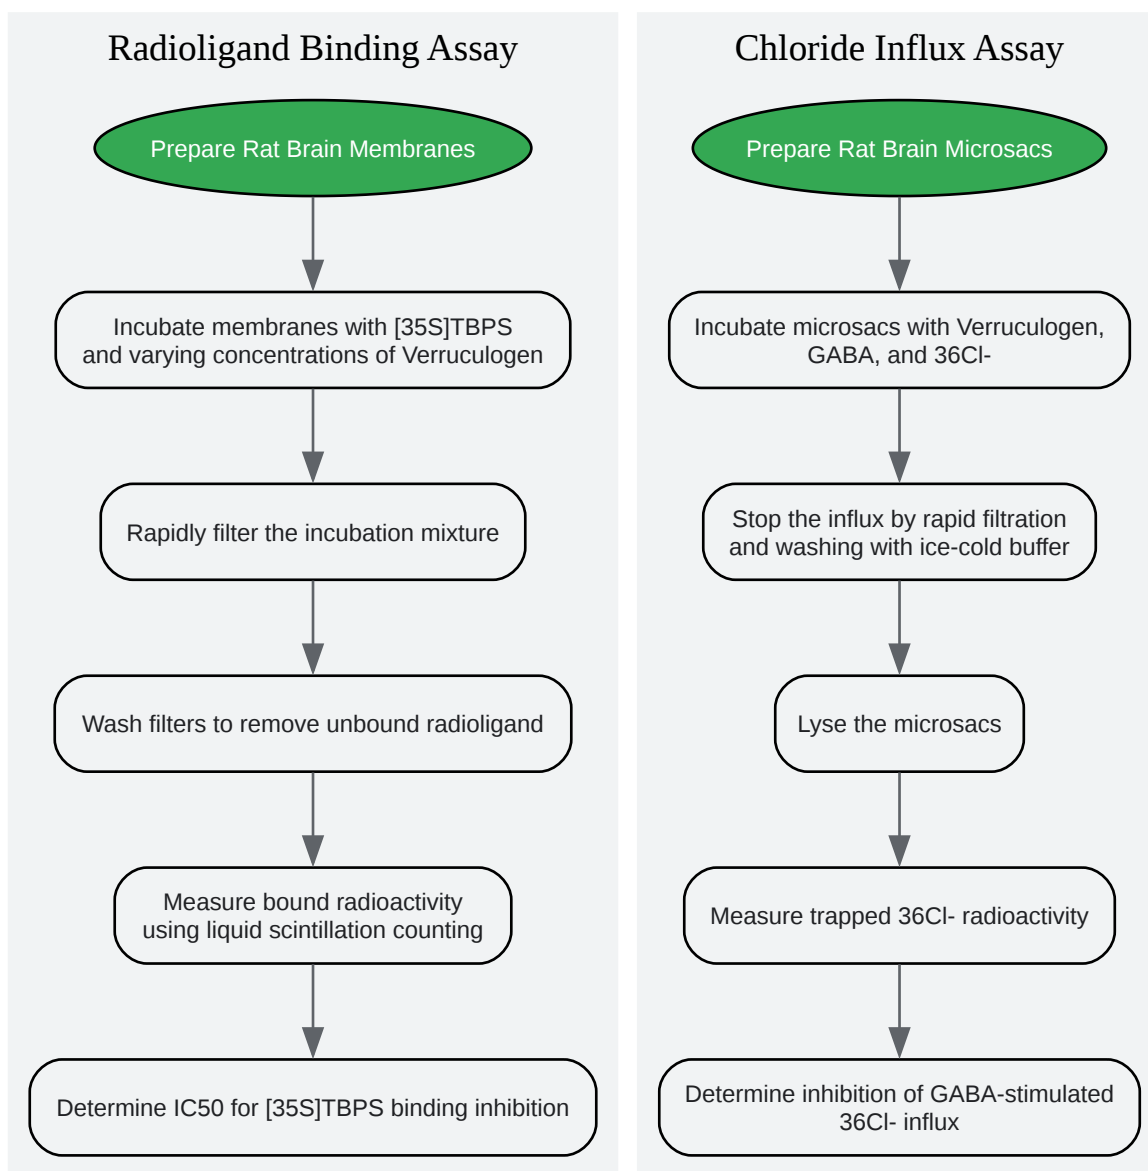 Radioligand Binding Assay
Prepare Rat Brain Membranes
Incubate membranes with [35S]TBPS
and varying concentrations of Verruculogen
Rapidly filter the incubation mixture
Wash filters to remove unbound radioligand
Measure bound radioactivity
using liquid scintillation counting
Determine IC50 for [35S]TBPS binding inhibition
Chloride Influx Assay
Prepare Rat Brain Microsacs
Incubate microsacs with Verruculogen,
GABA, and 36Cl-
Stop the influx by rapid filtration
and washing with ice-cold buffer
Lyse the microsacs
Measure trapped 36Cl- radioactivity
Determine inhibition of GABA-stimulated
36Cl- influx